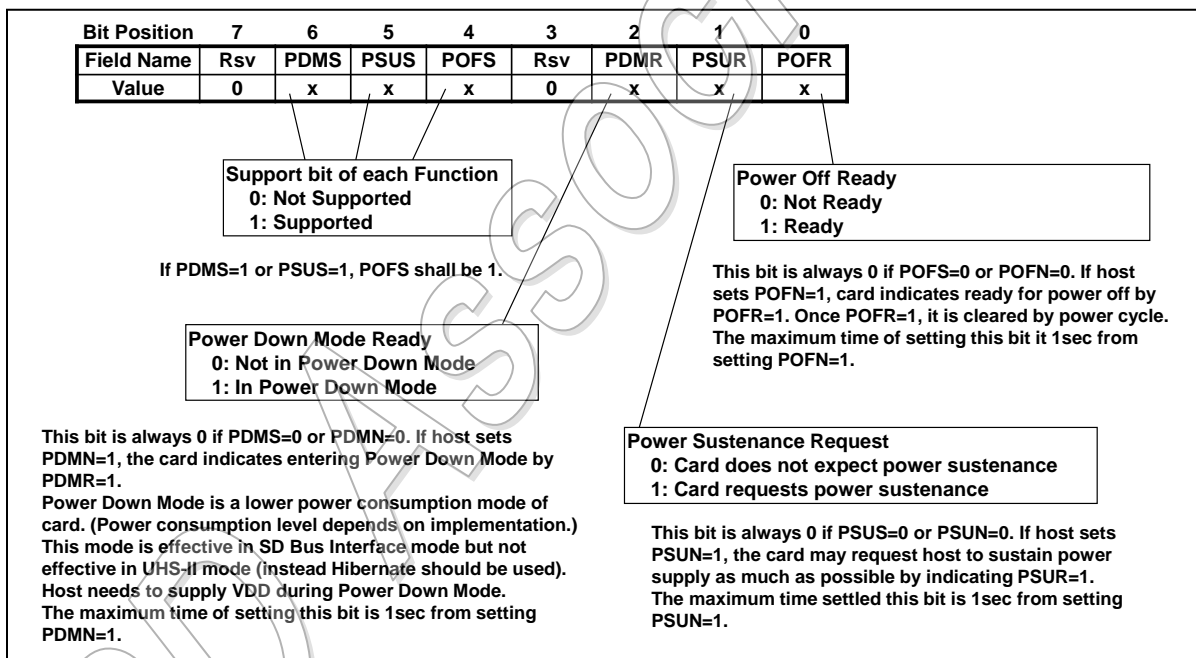 Bit Position 7 6 5 4 3 2 1 0
Field Name Rsv PDMS PSUS POFS Rsv PDMR PSUR POFR
Value 0 x x x 0 x x x
Support bit of each Function
0: Not Supported
1: Supported
If PDMS=1 or PSUS=1, POFS shall be 1.
Power Off Ready
0: Not Ready
1: Ready
This bit is always 0 if POFS=0 or POFN=0. If host
sets POFN=1, card indicates ready for power off by
POFR=1. Once POFR=1, it is cleared by power cycle.
The maximum time of setting this bit it 1sec from
setting POFN=1.
Power Down Mode Ready
0: Not in Power Down Mode
1: In Power Down Mode
This bit is always 0 if PDMS=0 or PDMN=0. If host sets
PDMN=1, the card indicates entering Power Down Mode by
PDMR=1.
Power Down Mode is a lower power consumption mode of
card. (Power consumption level depends on implementation.)
This mode is effective in SD Bus Interface mode but not
effective in UHS-II mode (instead Hibernate should be used).
Host needs to supply VDD during Power Down Mode.
The maximum time of setting this bit is 1sec from setting
PDMN=1.
Power Sustenance Request
0: Card does not expect power sustenance
1: Card requests power sustenance
This bit is always 0 if PSUS=0 or PSUN=0. If host sets
PSUN=1, the card may request host to sustain power
supply as much as possible by indicating PSUR=1.
The maximum time settled this bit is 1sec from setting
PSUN=1.